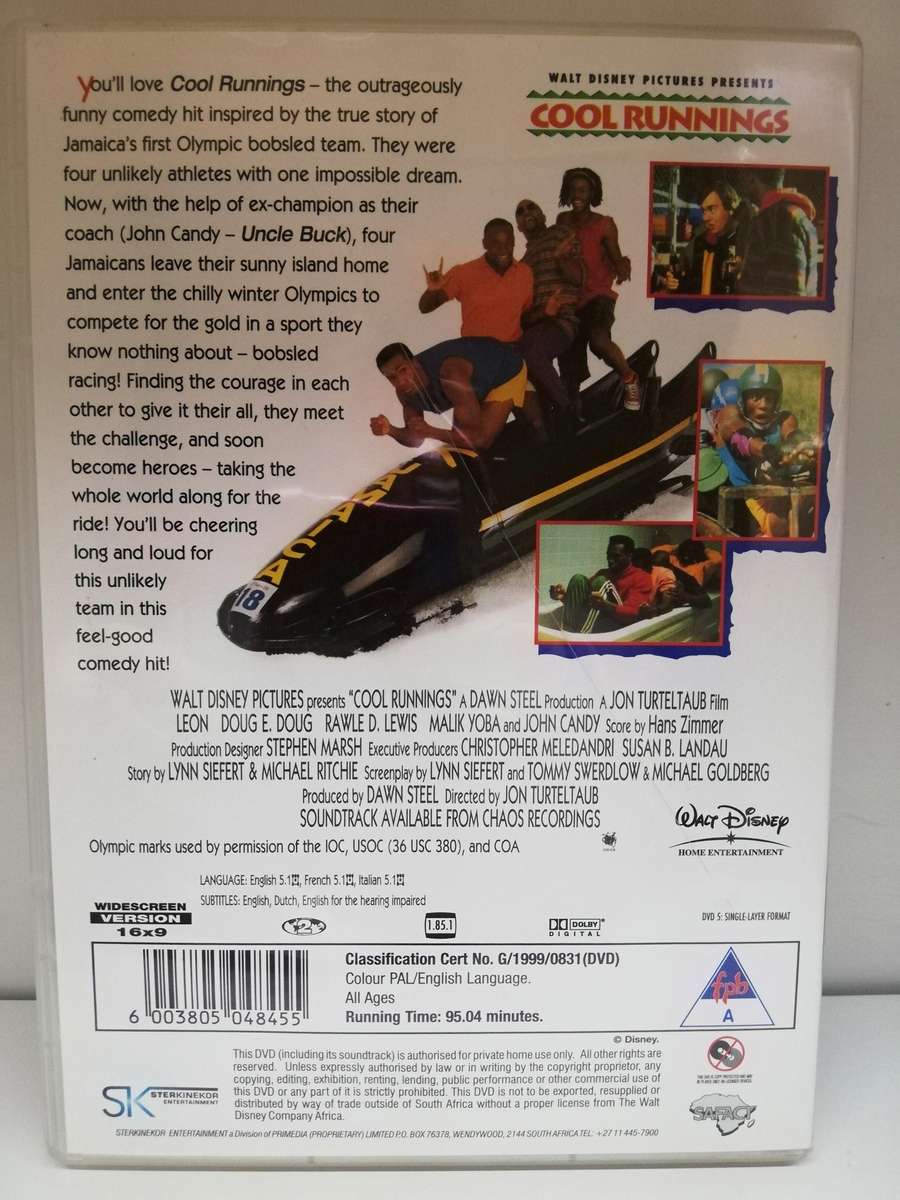 You'll love Cool Runnings – the outrageously
funny comedy hit inspired by the true story of
Jamaica's first Olympic bobsled team. They were
four unlikely athletes with one impossible dream.
Now, with the help of ex-champion as their
coach (John Candy – Uncle Buck), four
Jamaicans leave their sunny island home
and enter the chilly winter Olympics to
compete for the gold in a sport they
know nothing about – bobsled
racing! Finding the courage in each
other to give it their all, they meet
the challenge, and soon
become heroes – taking the
whole world along for the
ride! You'll be cheering
long and loud for
this unlikely
team in this
feel-good
comedy hit!
WALT DISNEY PICTURES PRESENTS
COOL RUNNINGS
JAMAICA
18
WALT DISNEY PICTURES presents "COOL RUNNINGS" A DAWN STEEL Production A JON TURTELTAUB Film
LEON DOUG E. DOUG RAWLE D. LEWIS MALIK YOBA and JOHN CANDY Score by Hans Zimmer
Production Designer STEPHEN MARSH Executive Producers CHRISTOPHER MELEDANDRI SUSAN B. LANDAU
Story by LYNN SIEFERT & MICHAEL RITCHIE Screenplay by LYNN SIEFERT and TOMMY SWERDLOW & MICHAEL GOLDBERG
Produced by DAWN STEEL Directed by JON TURTELTAUB
SOUNDTRACK AVAILABLE FROM CHAOS RECORDINGS
Olympic marks used by permission of the IOC, USOC (36 USC 380), and COA
WALT DISNEY
HOME ENTERTAINMENT
LANGUAGE: English 5.1, French 5.1, Italian 5.1
SUBTITLES: English, Dutch, English for the hearing impaired
WIDESCREEN
VERSION
16x9
2
1.85.1
DOLBY
DIGITAL
DVD 5: SINGLE-LAYER FORMAT
6 003805 048455
Classification Cert No. G/1999/0831(DVD)
Colour PAL/English Language.
All Ages
Running Time: 95.04 minutes.
fpb
A
© Disney.
This DVD (including its soundtrack) is authorised for private home use only. All other rights are
reserved. Unless expressly authorised by law or in writing by the copyright proprietor, any
copying, editing, exhibition, renting, lending, public performance or other commercial use of
this DVD or any part of it is strictly prohibited. This DVD is not to be exported, resupplied or
distributed by way of trade outside of South Africa without a proper license from The Walt
Disney Company Africa.
SK STERKINEKOR
ENTERTAINMENT
SAFACT
STERKINEKOR ENTERTAINMENT a Division of PRIMEDIA (PROPRIETARY) LIMITED P.O. BOX 76378, WENDYWOOD, 2144 SOUTH AFRICA TEL: +27 11 445-7900